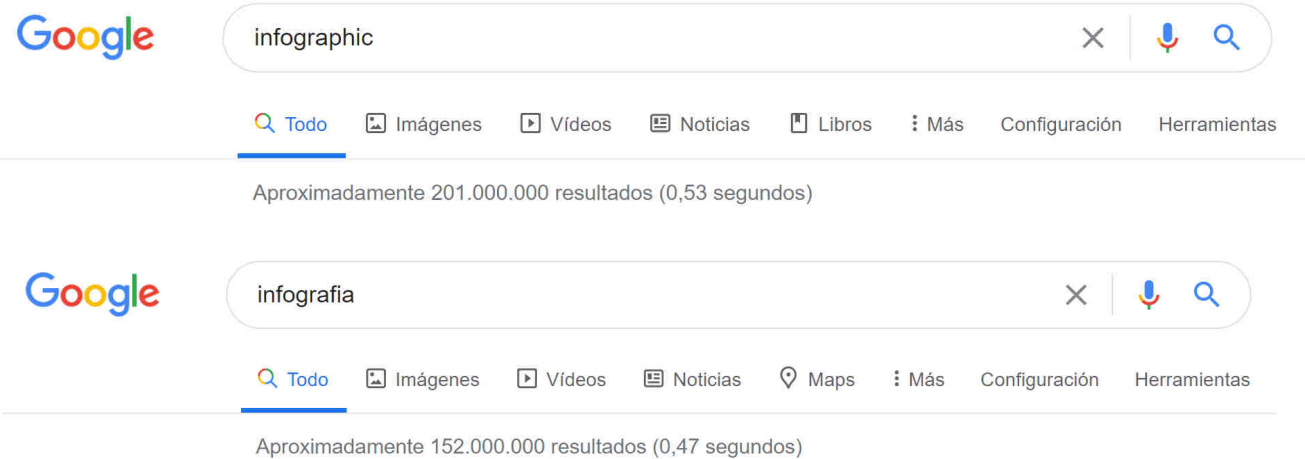 Google infographic
Todo Imágenes Vídeos Noticias Libros Más Configuración Herramientas
Aproximadamente 201.000.000 resultados (0,53 segundos)
Google infografia
Todo Imágenes Vídeos Noticias Maps Más Configuración Herramientas
Aproximadamente 152.000.000 resultados (0,47 segundos)